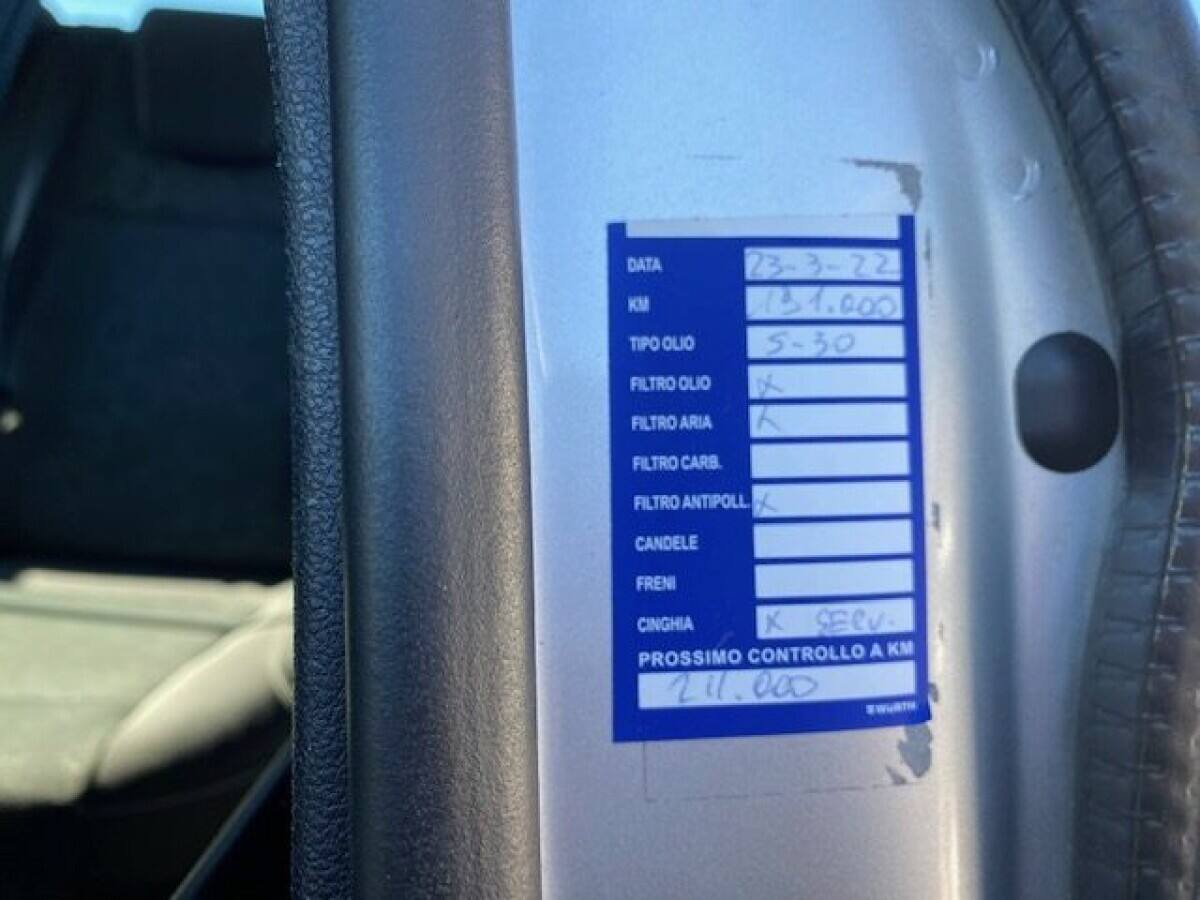 DATA 23-3-22
KM 191.000
TIPO OLIO 5-30
FILTRO OLIO X
FILTRO ARIA X
FILTRO CARB.
FILTRO ANTIPOLL. X
CANDELE
FRENI
CINGHIA X SERV.
PROSSIMO CONTROLLO A KM
211.000
WÜRTH